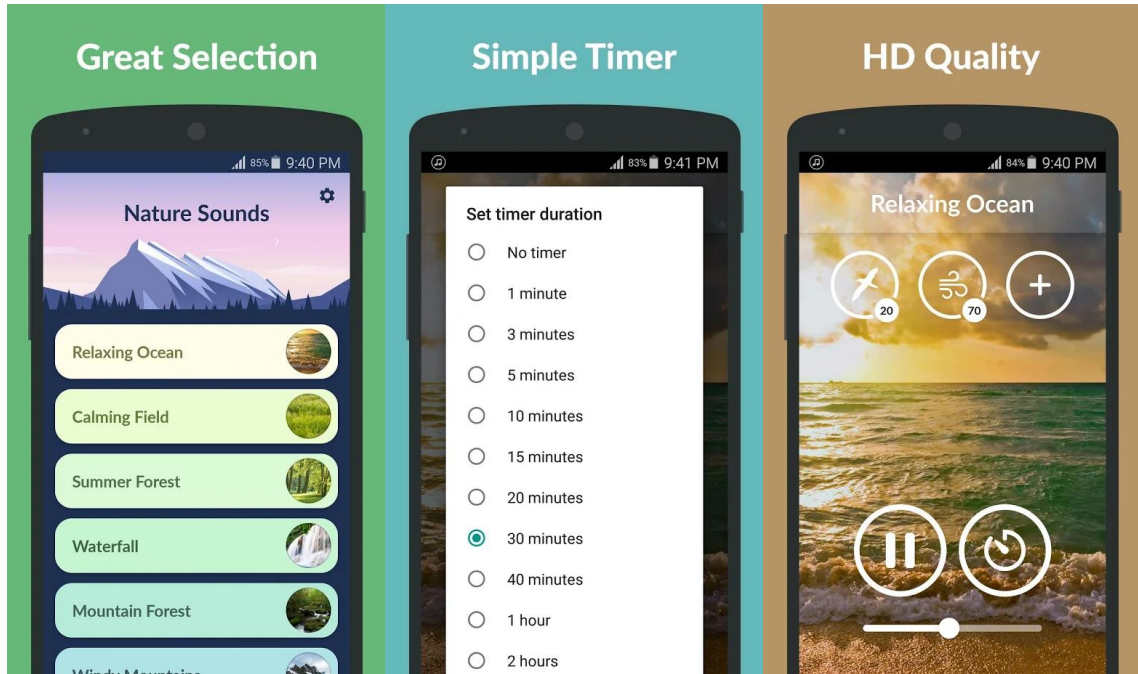 Great Selection
85% 9:40 PM
Nature Sounds
Relaxing Ocean
Calming Field
Summer Forest
Waterfall
Mountain Forest
Windy Mountains
Simple Timer
83% 9:41 PM
Set timer duration
No timer
1 minute
3 minutes
5 minutes
10 minutes
15 minutes
20 minutes
30 minutes
40 minutes
1 hour
2 hours
HD Quality
84% 9:40 PM
Relaxing Ocean
20
70